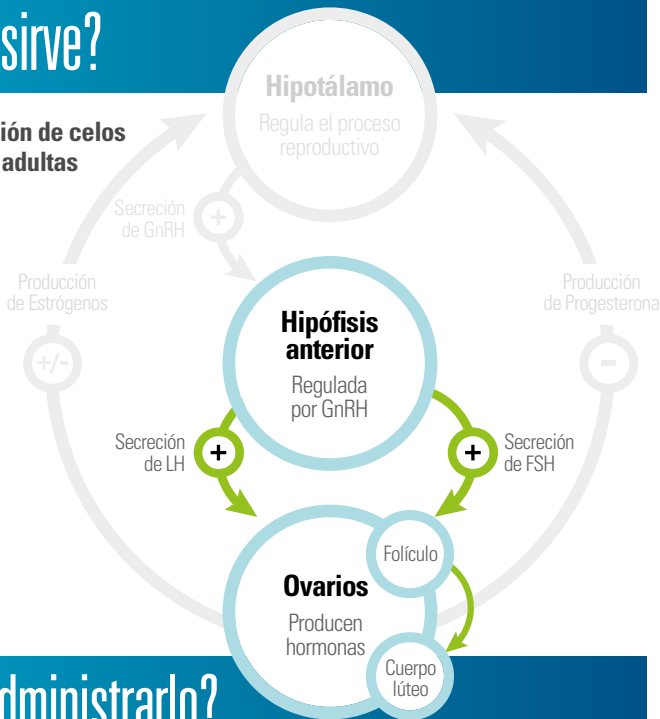 sirve?
ión de celos
adultas
Hipotálamo
Regula el proceso
reproductivo
Secreción
de GnRH
+
Producción
de Estrógenos
+/-
Producción
de Progesterona
-
Hipófisis
anterior
Regulada
por GnRH
Secreción
de LH
+
+
Secreción
de FSH
Folículo
Ovarios
Producen
hormonas
Cuerpo
lúteo
dministrarlo?